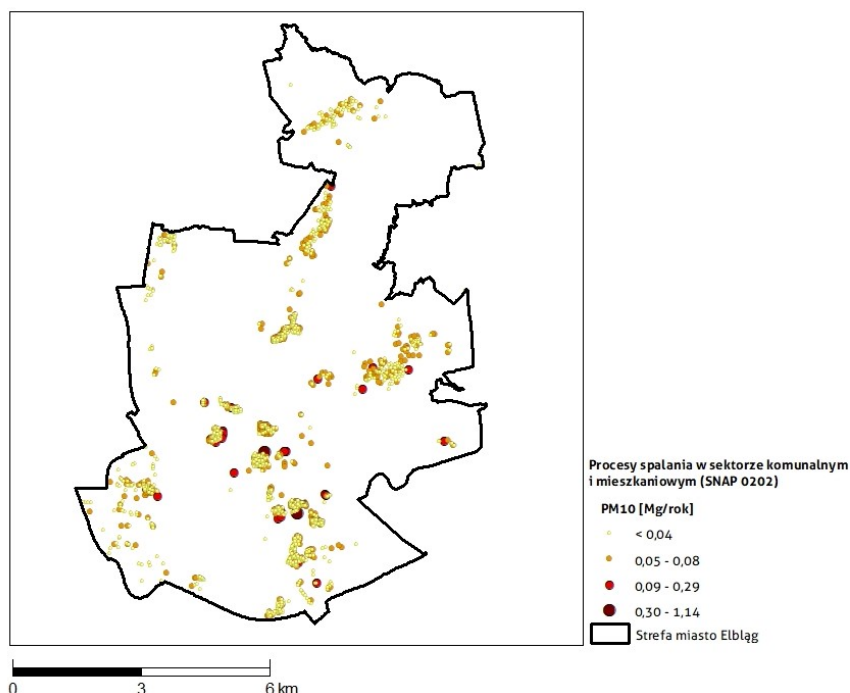 Procesy spalania w sektorze komunalnym
i mieszkaniowym (SNAP 0202)
PM10 [Mg/rok]
< 0,04
0,05 - 0,08
0,09 - 0,29
0,30 - 1,14
Strefa miasto Elbląg
0 3 6 km